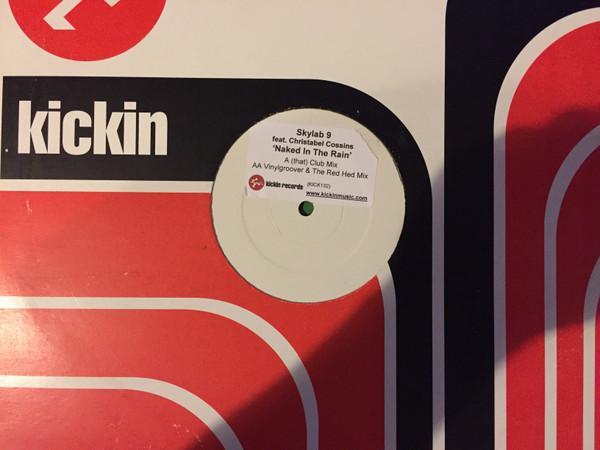 kickin
Skylab 9
feat. Christabel Cossins
'Naked In The Rain'
A (that) Club Mix
AA Vinylgroover & The Red Hed Mix
kickin records (KICK132)
www.kickinmusic.com